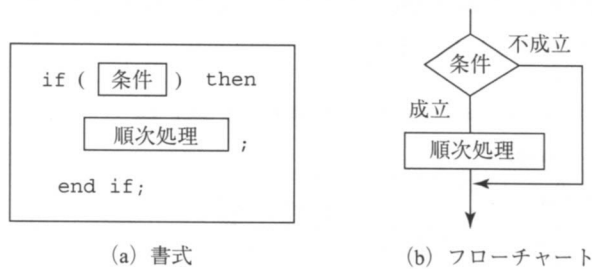 if ( 条件 ) then
順次処理 ;
end if;
(a) 書式
不成立
条件
成立
順次処理
(b) フローチャート